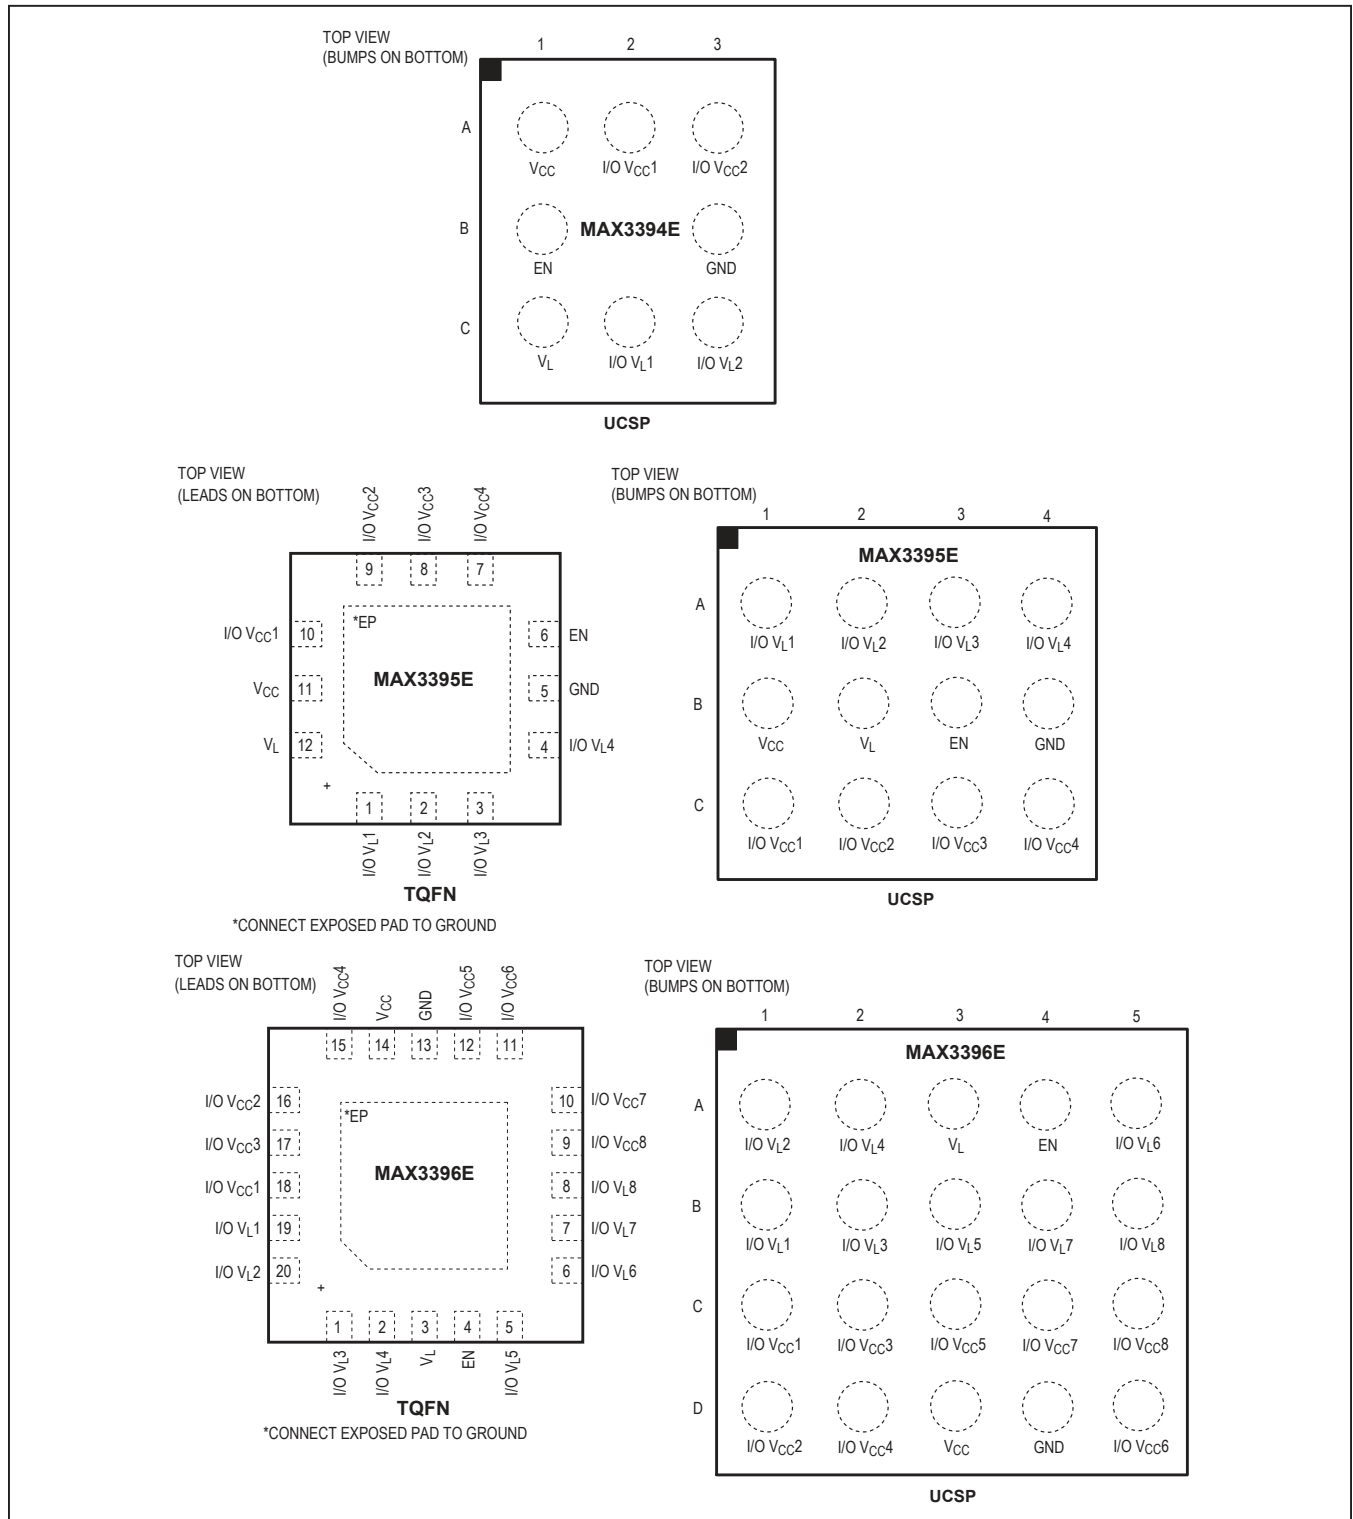 TOP VIEW
(BUMPS ON BOTTOM)
1 2 3
A
VCC I/O VCC1 I/O VCC2
B MAX3394E
EN GND
C
VL I/O VL1 I/O VL2
UCSP
TOP VIEW
(LEADS ON BOTTOM)
I/O VCC2 I/O VCC3 I/O VCC4
9 8 7
*EP
I/O VCC1 10 6 EN
MAX3395E
VCC 11 5 GND
VL 12 4 I/O VL4
+
1 2 3
I/O VL1 I/O VL2 I/O VL3
TQFN
*CONNECT EXPOSED PAD TO GROUND
TOP VIEW
(BUMPS ON BOTTOM)
1 2 3 4
MAX3395E
A
I/O VL1 I/O VL2 I/O VL3 I/O VL4
B
VCC VL EN GND
C
I/O VCC1 I/O VCC2 I/O VCC3 I/O VCC4
UCSP
TOP VIEW
(LEADS ON BOTTOM)
I/O VCC4 VCC GND I/O VCC5 I/O VCC6
15 14 13 12 11
I/O VCC2 16 10 I/O VCC7
*EP
I/O VCC3 17 9 I/O VCC8
MAX3396E
I/O VCC1 18 8 I/O VL8
I/O VL1 19 7 I/O VL7
I/O VL2 20 6 I/O VL6
+
1 2 3 4 5
I/O VL3 I/O VL4 VL EN I/O VL5
TQFN
*CONNECT EXPOSED PAD TO GROUND
TOP VIEW
(BUMPS ON BOTTOM)
1 2 3 4 5
MAX3396E
A
I/O VL2 I/O VL4 VL EN I/O VL6
B
I/O VL1 I/O VL3 I/O VL5 I/O VL7 I/O VL8
C
I/O VCC1 I/O VCC3 I/O VCC5 I/O VCC7 I/O VCC8
D
I/O VCC2 I/O VCC4 VCC GND I/O VCC6
UCSP